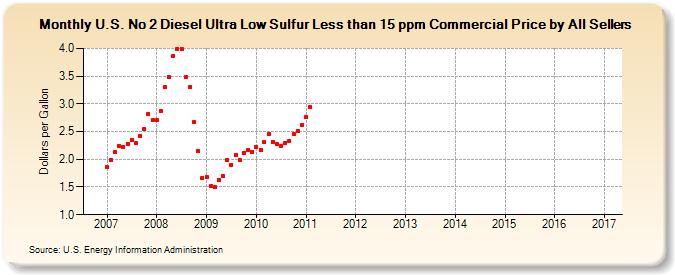 Monthly U.S. No 2 Diesel Ultra Low Sulfur Less than 15 ppm Commercial Price by All Sellers
Dollars per Gallon
4.0
3.5
3.0
2.5
2.0
1.5
1.0
2007 2008 2009 2010 2011 2012 2013 2014 2015 2016 2017
Source: U.S. Energy Information Administration